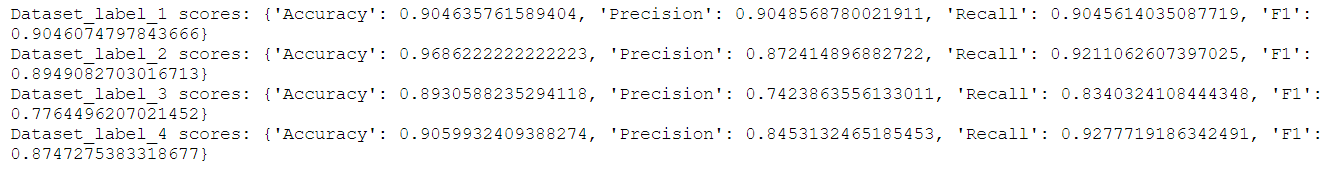 Dataset_label_1 scores: {'Accuracy': 0.904635761589404, 'Precision': 0.9048568780021911, 'Recall': 0.9045614035087719, 'F1':
0.9046074797843666}
Dataset_label_2 scores: {'Accuracy': 0.9686222222222223, 'Precision': 0.872414896882722, 'Recall': 0.9211062607397025, 'F1':
0.8949082703016713}
Dataset_label_3 scores: {'Accuracy': 0.8930588235294118, 'Precision': 0.7423863556133011, 'Recall': 0.8340324108444348, 'F1':
0.7764496207021452}
Dataset_label_4 scores: {'Accuracy': 0.9059932409388274, 'Precision': 0.8453132465185453, 'Recall': 0.9277719186342491, 'F1':
0.8747275383318677}